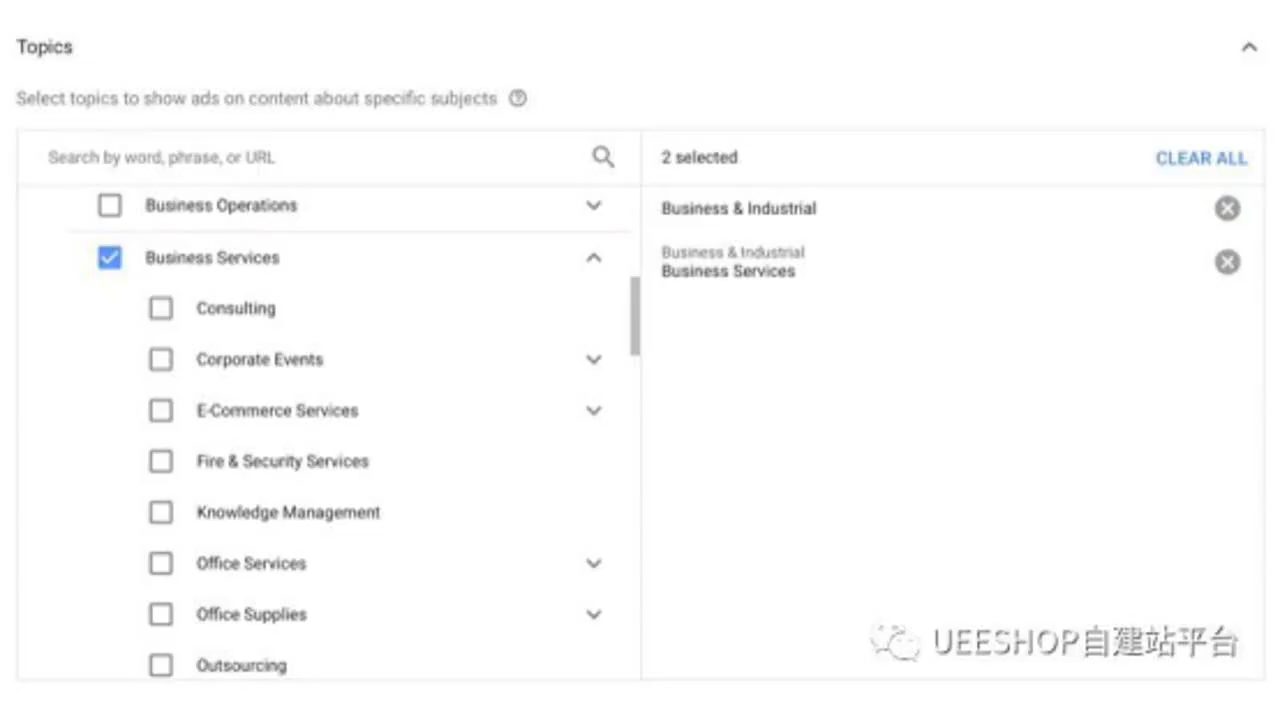 Topics
Select topics to show ads on content about specific subjects
Search by word, phrase, or URL
Business Operations
Business Services
Consulting
Corporate Events
E-Commerce Services
Fire & Security Services
Knowledge Management
Office Services
Office Supplies
Outsourcing
2 selected
CLEAR ALL
Business & Industrial
Business & Industrial
Business Services
UEESHOP自建站平台